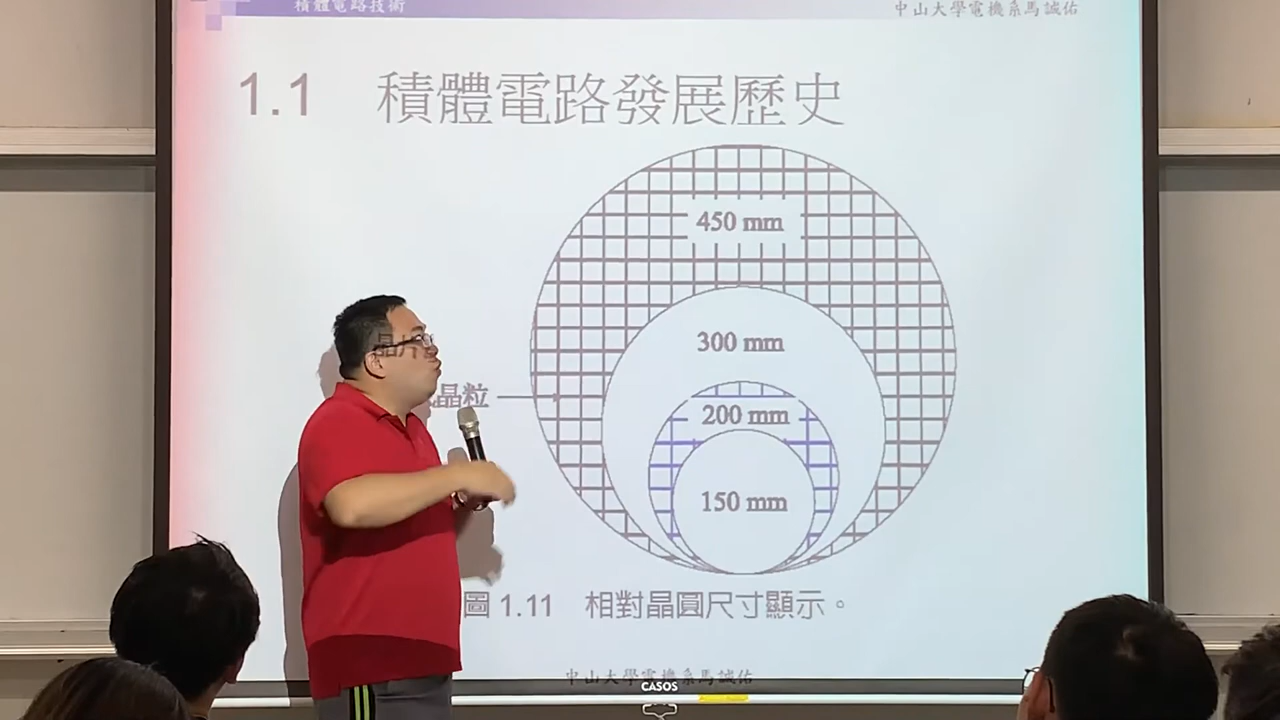 積體電路技術
中山大學電機系馬誠佑
1.1 積體電路發展歷史
450 mm
300 mm
晶片
晶粒
200 mm
150 mm
圖 1.11 相對晶圓尺寸顯示。
中山大學電機系馬誠佑
CASOS